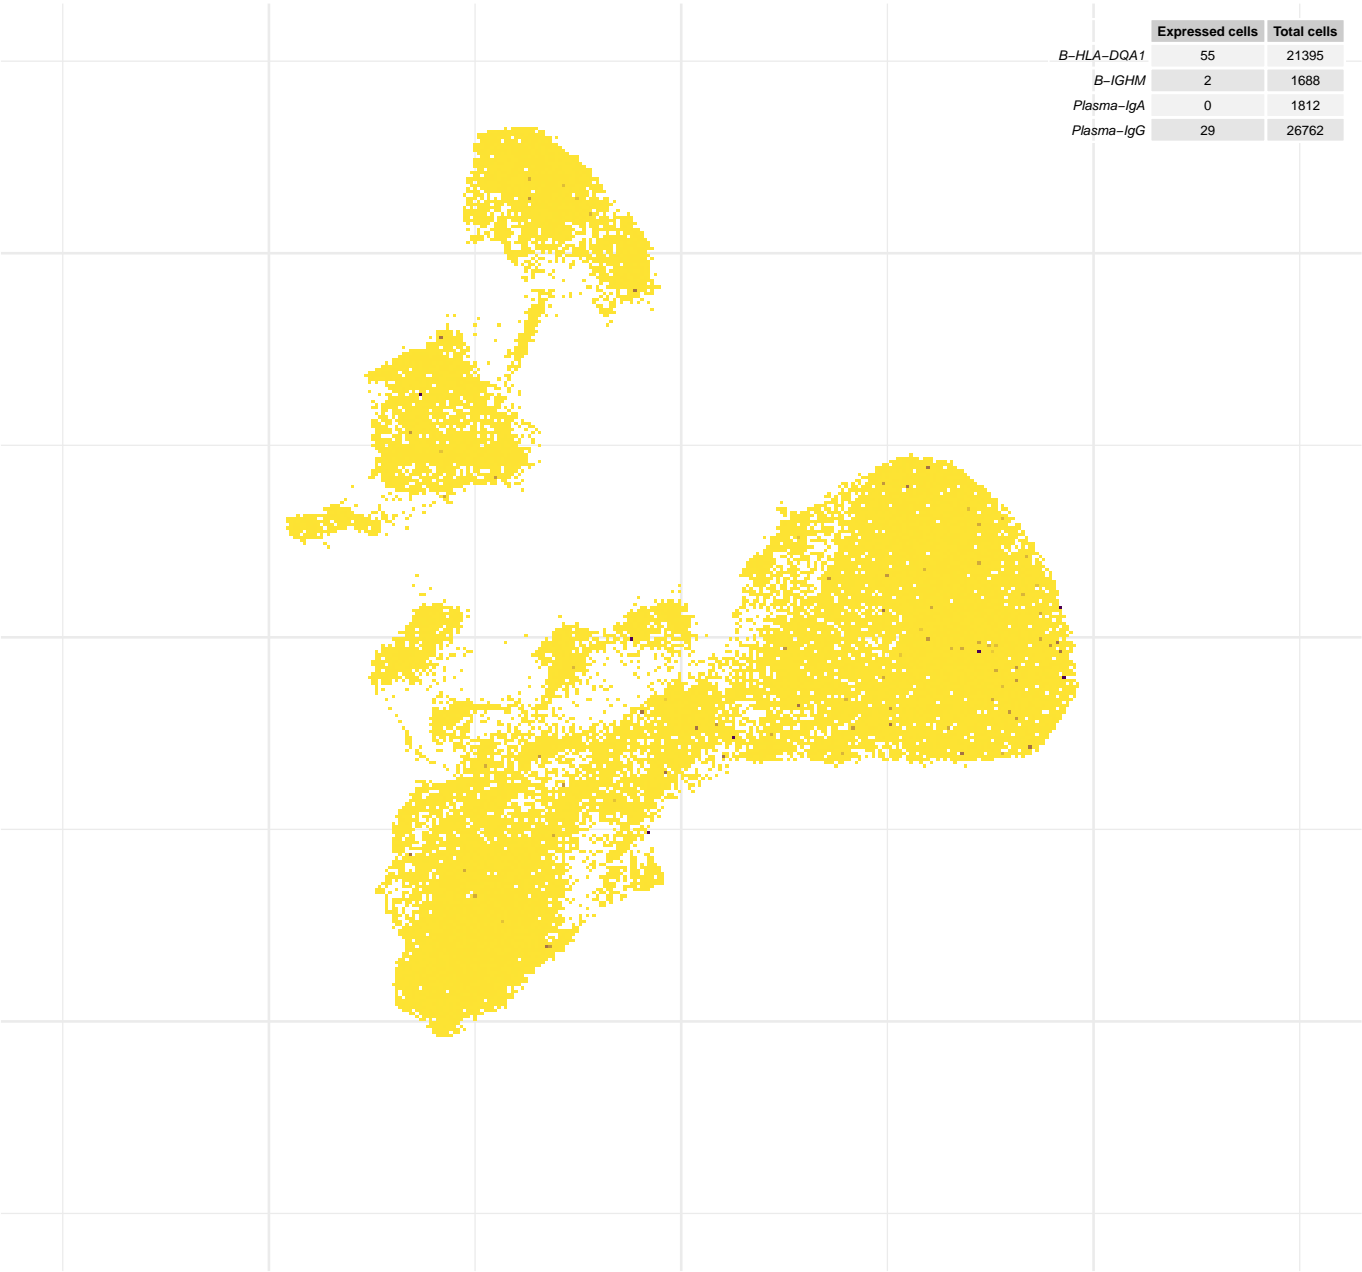 Expressed cells Total cells
B−HLA−DQA1 55 21395
B−IGHM 2 1688
Plasma−IgA 0 1812
Plasma−IgG 29 26762